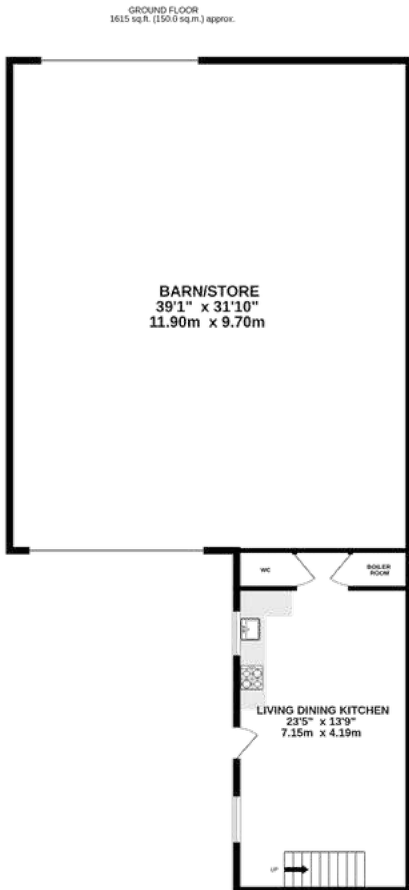 GROUND FLOOR
1615 sq.ft. (150.0 sq.m.) approx.
BARN/STORE
39'1" x 31'10"
11.90m x 9.70m
WC
BOILER
ROOM
LIVING DINING KITCHEN
23'5" x 13'9"
7.15m x 4.19m
UP